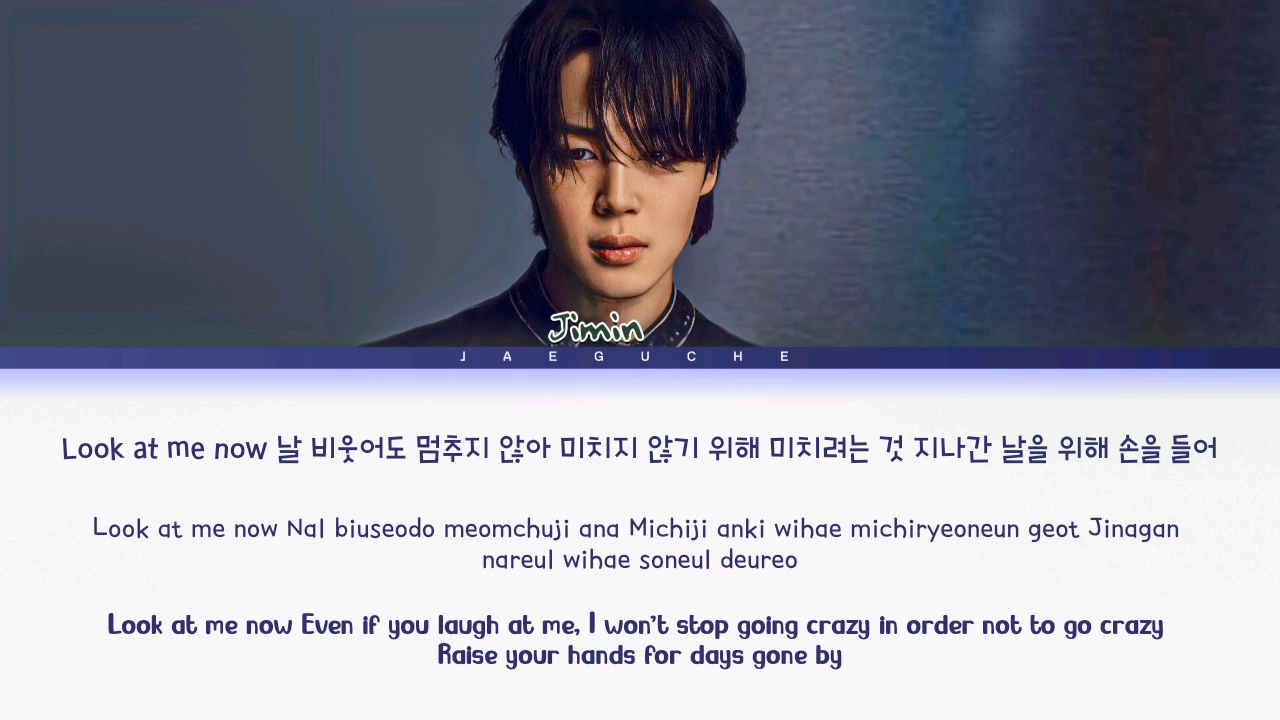 Jimin
JAEGUCHE
Look at me now 날 비웃어도 멈추지 않아 미치지 않기 위해 미치려는 것 지나간 날을 위해 손을 들어
Look at me now Nal biuseodo meomchuji ana Michiji anki wihae michiryeoneun geot Jinagan
nareul wihae soneul deureo
Look at me now Even if you laugh at me, I won't stop going crazy in order not to go crazy
Raise your hands for days gone by